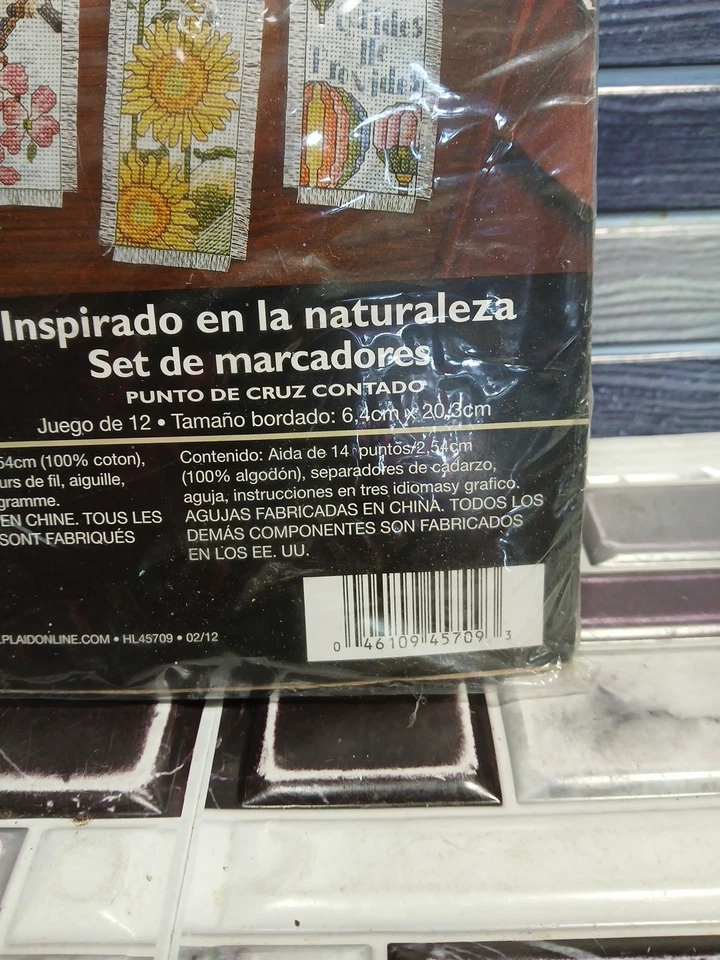 Inspirado en la naturaleza
Set de marcadores
PUNTO DE CRUZ CONTADO
Juego de 12 • Tamaño bordado: 6,4cm x 20,3cm
54cm (100% coton),
urs de fil, aiguille,
gramme.
EN CHINE. TOUS LES
SONT FABRIQUÉS
Contenido: Aida de 14 puntos/2,54cm
(100% algodón), separadores de cadarzo,
aguja, instrucciones en tres idiomasy grafico.
AGUJAS FABRICADAS EN CHINA. TODOS LOS
DEMÁS COMPONENTES SON FABRICADOS
EN LOS EE. UU.
.PLAIDONLINE.COM • HL45709 • 02/12
0 46109 45709 3